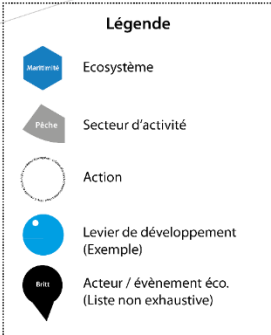 Légende
Maritimité
Ecosystème
Pêche
Secteur d'activité
Action
Levier de développement
(Exemple)
Britt
Acteur / évènement éco.
(Liste non exhaustive)